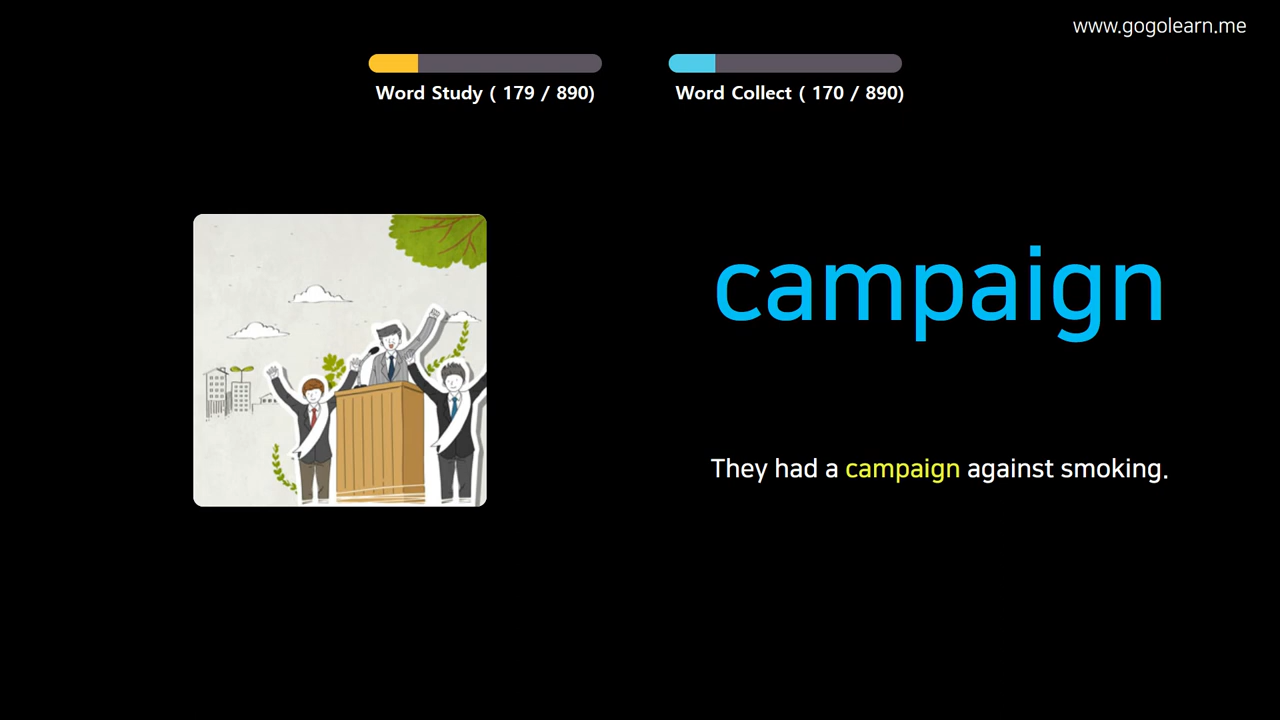 www.gogolearn.me
Word Study ( 179 / 890)
Word Collect ( 170 / 890)
campaign
They had a campaign against smoking.